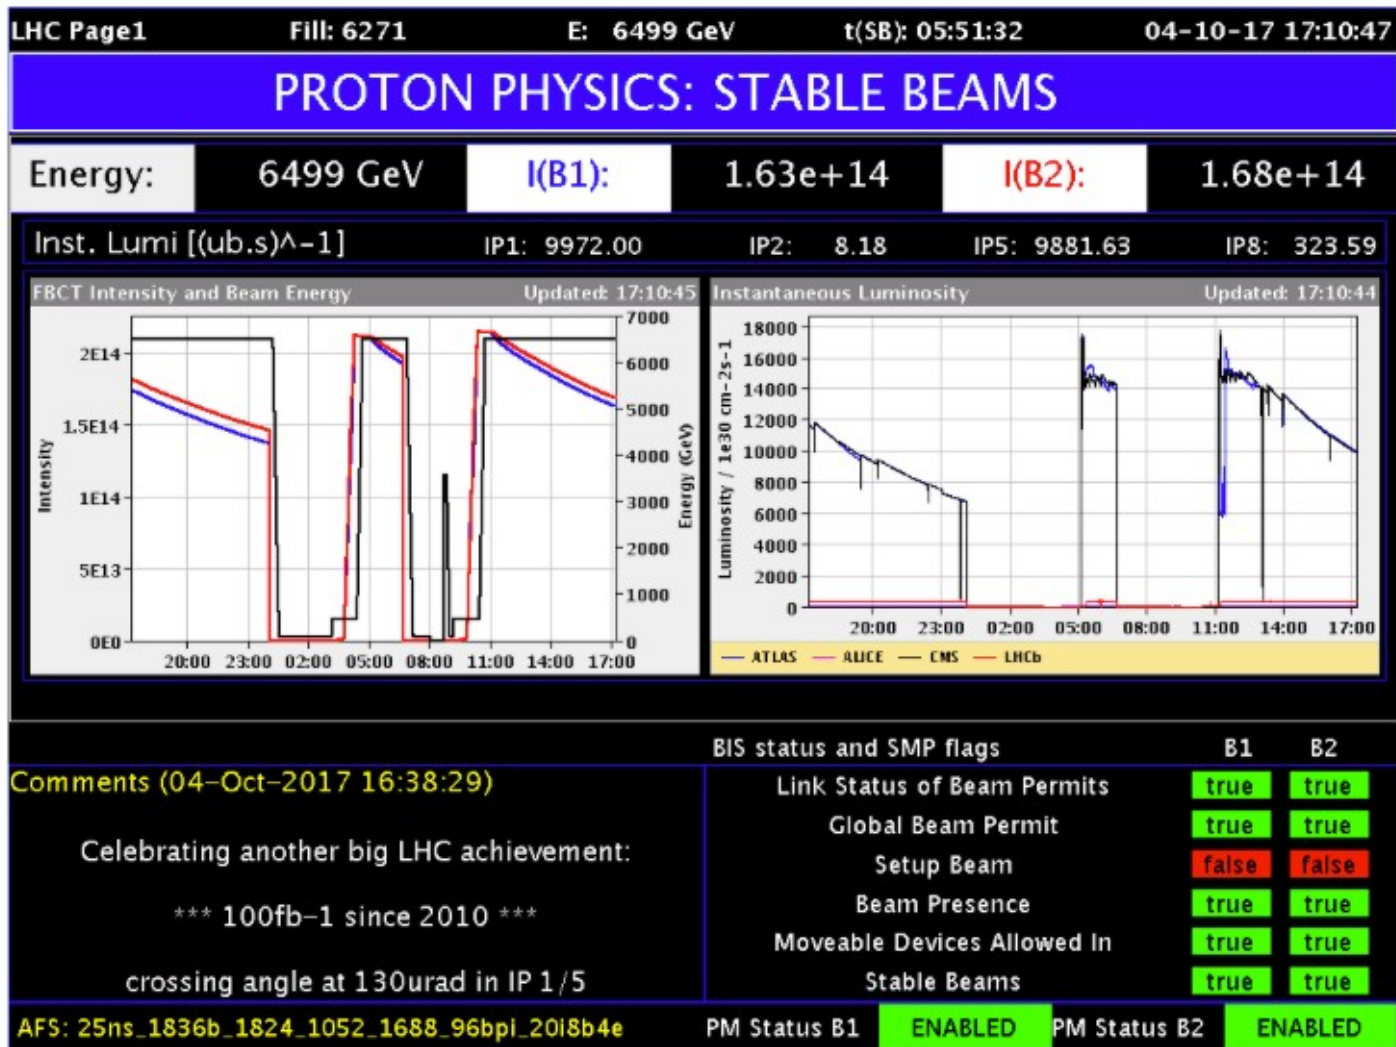 LHC Page1 Fill: 6271 E: 6499 GeV t(SB): 05:51:32 04-10-17 17:10:47
PROTON PHYSICS: STABLE BEAMS
Energy: 6499 GeV I(B1): 1.63e+14 I(B2): 1.68e+14
Inst. Lumi [(ub.s)^-1] IP1: 9972.00 IP2: 8.18 IP5: 9881.63 IP8: 323.59
FBCT Intensity and Beam Energy Updated: 17:10:45
Intensity
2E14
1.5E14
1E14
5E13
0E0
7000
6000
5000
4000
3000
2000
1000
0
Energy (GeV)
20:00 23:00 02:00 05:00 08:00 11:00 14:00 17:00
Instantaneous Luminosity Updated: 17:10:44
Luminosity / 1e30 cm-2s-1
18000
16000
14000
12000
10000
8000
6000
4000
2000
0
20:00 23:00 02:00 05:00 08:00 11:00 14:00 17:00
ATLAS ALICE CMS LHCb
Comments (04-Oct-2017 16:38:29)
Celebrating another big LHC achievement:
*** 100fb-1 since 2010 ***
crossing angle at 130urad in IP 1/5
BIS status and SMP flags B1 B2
Link Status of Beam Permits true true
Global Beam Permit true true
Setup Beam false false
Beam Presence true true
Moveable Devices Allowed In true true
Stable Beams true true
AFS: 25ns_1836b_1824_1052_1688_96bpi_20i8b4e PM Status B1 ENABLED PM Status B2 ENABLED